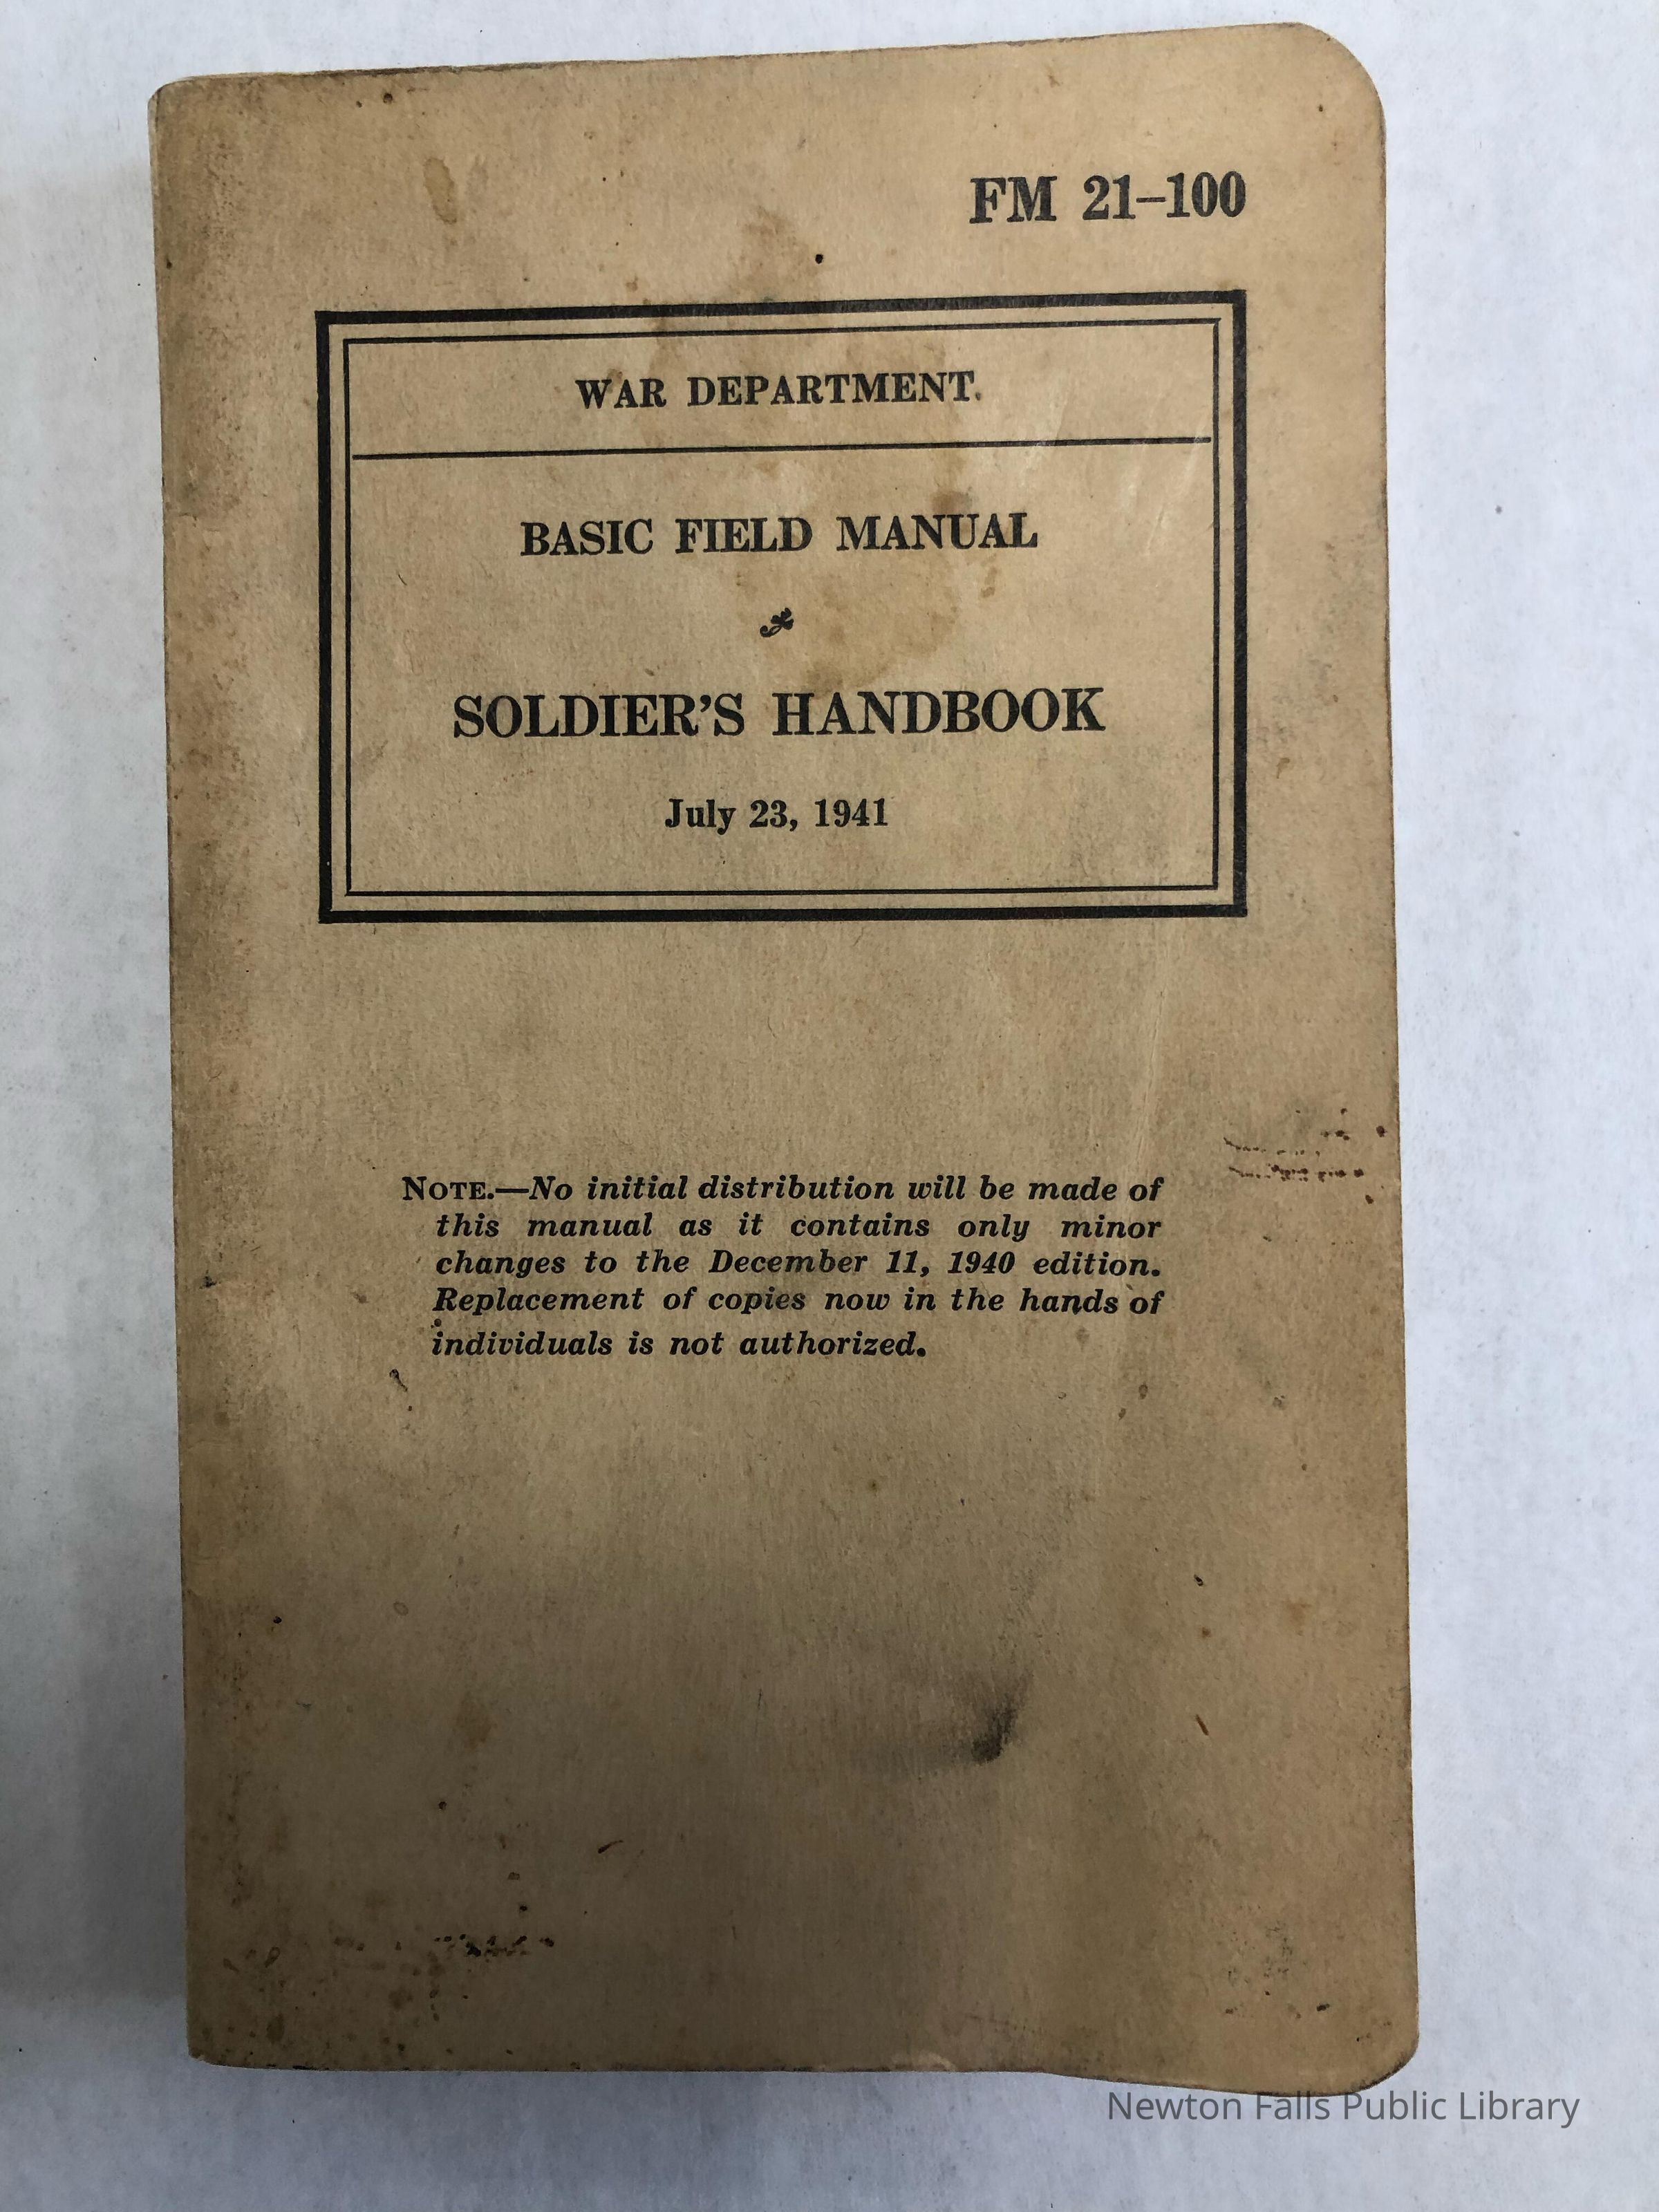 FM 21–100
WAR DEPARTMENT.
BASIC FIELD MANUAL
SOLDIER’S HANDBOOK
July 23, 1941
NOTE.—No initial distribution will be made of
this manual as it contains only minor
changes to the December 11, 1940 edition.
Replacement of copies now in the hands of
individuals is not authorized.
Newton Falls Public Library